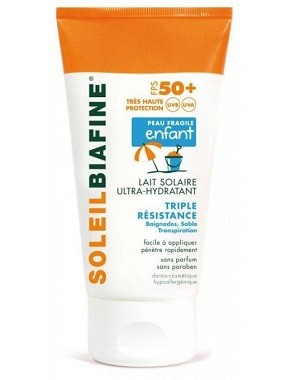 SOLEILBIAFINE®
FPS 50+
TRÈS HAUTE
PROTECTION UVB UVA
PEAU FRAGILE
enfant
LAIT SOLAIRE
ULTRA-HYDRATANT
TRIPLE
RÉSISTANCE
Baignades, Sable
Transpiration
facile à appliquer
pénètre rapidement
sans parfum
sans paraben
dermo-cosmétique
hypoallergénique